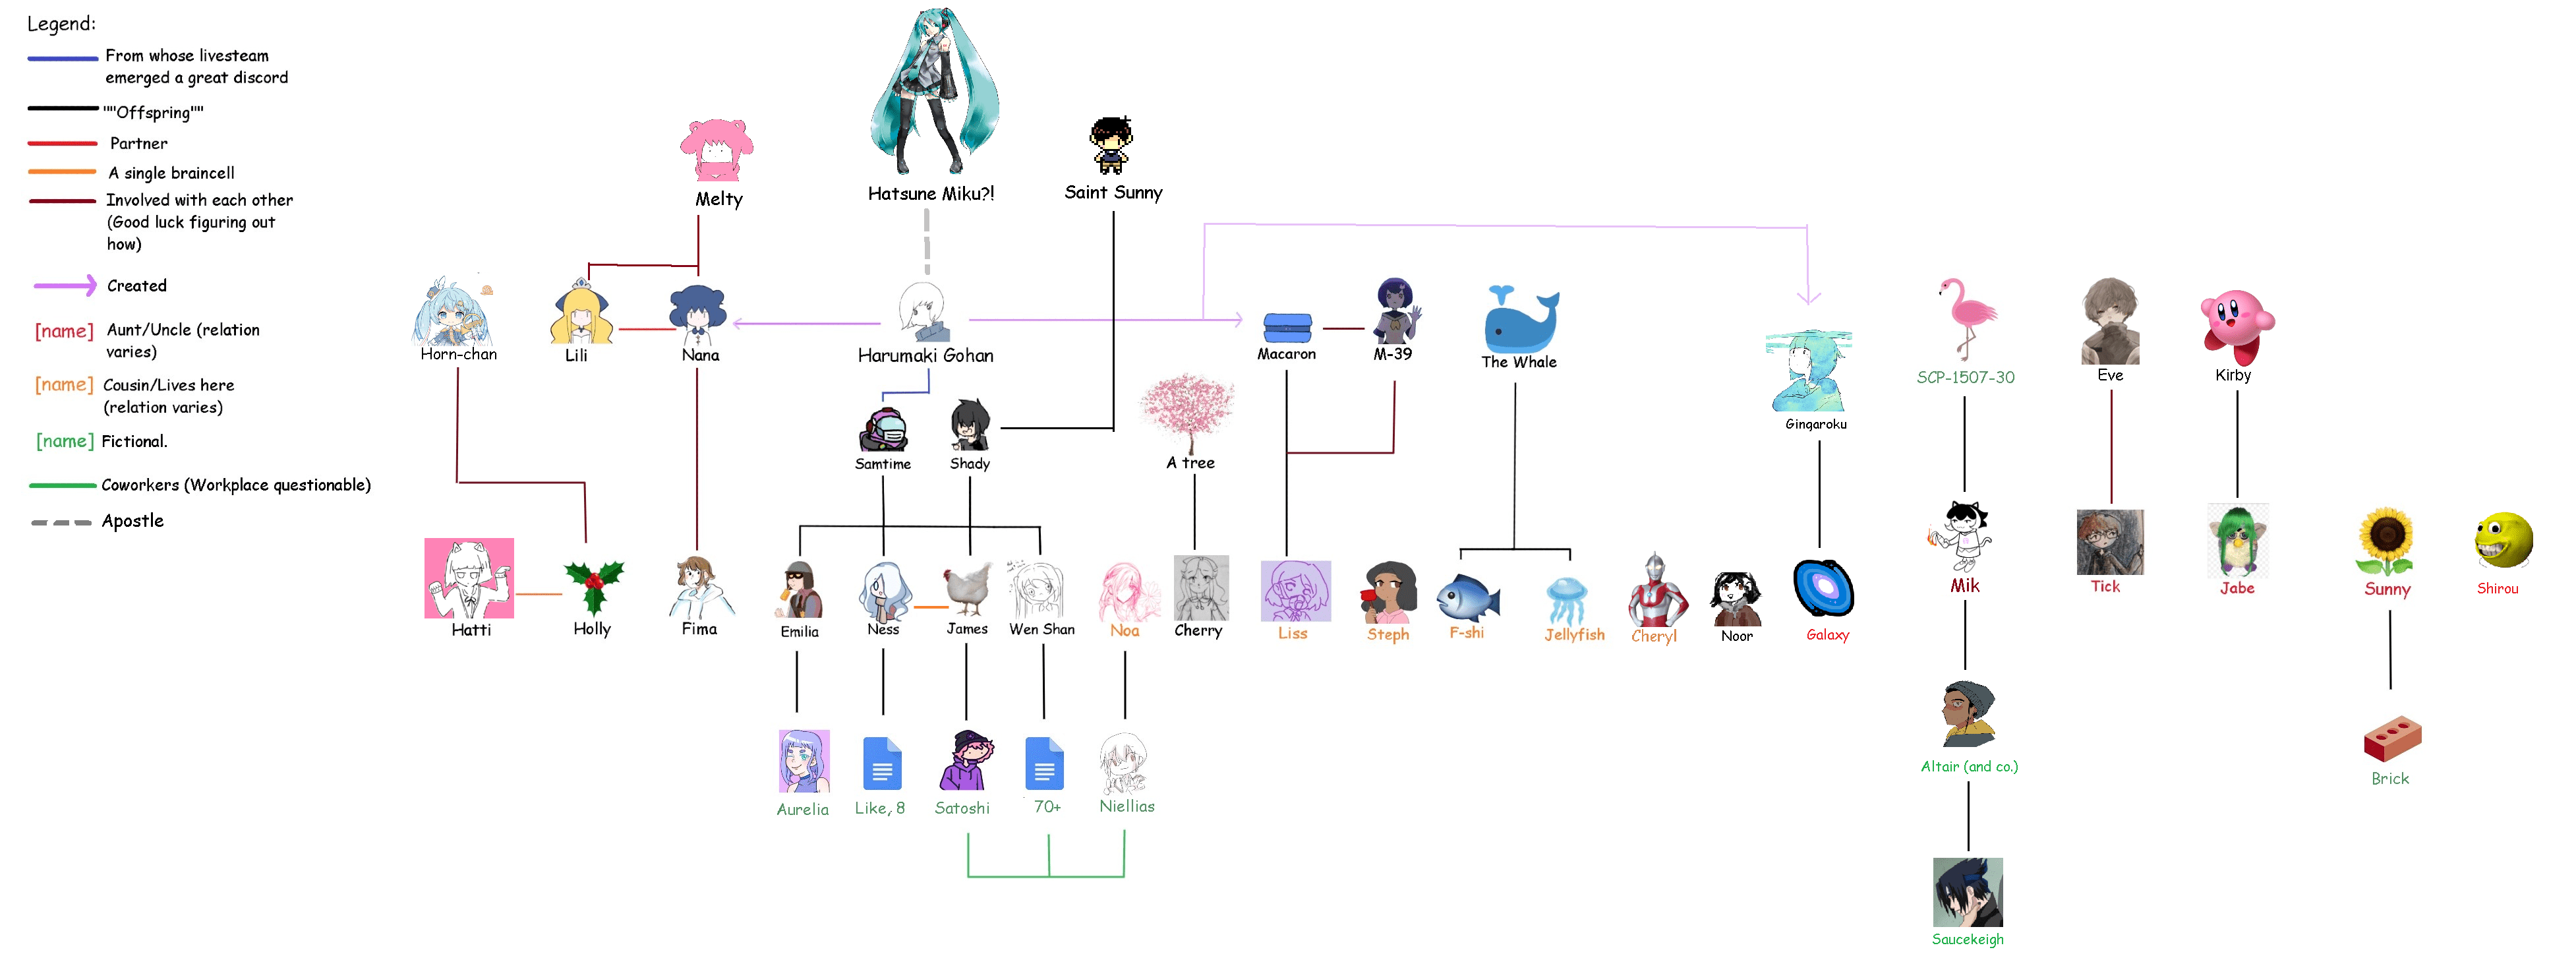 Legend:
From whose livesteam
emerged a great discord
""Offspring""
Partner
A single braincell
Involved with each other
(Good luck figuring out
how)
Created
[name] Aunt/Uncle (relation
varies)
[name] Cousin/Lives here
(relation varies)
[name] Fictional.
Coworkers (Workplace questionable)
Apostle
Melty
Hatsune Miku?!
Saint Sunny
Horn-chan
Lili
Nana
Harumaki Gohan
Macaron
M-39
The Whale
Gingaroku
SCP-1507-30
Eve
Kirby
Samtime
Shady
A tree
Hatti
Holly
Fima
Emilia
Ness
James
Wen Shan
Noa
Cherry
Liss
Steph
F-shi
Jellyfish
Cheryl
Noor
Galaxy
Mik
Tick
Jabe
Sunny
Shirou
Aurelia
Like, 8
Satoshi
70+
Niellias
Altair (and co.)
Brick
Saucekeigh